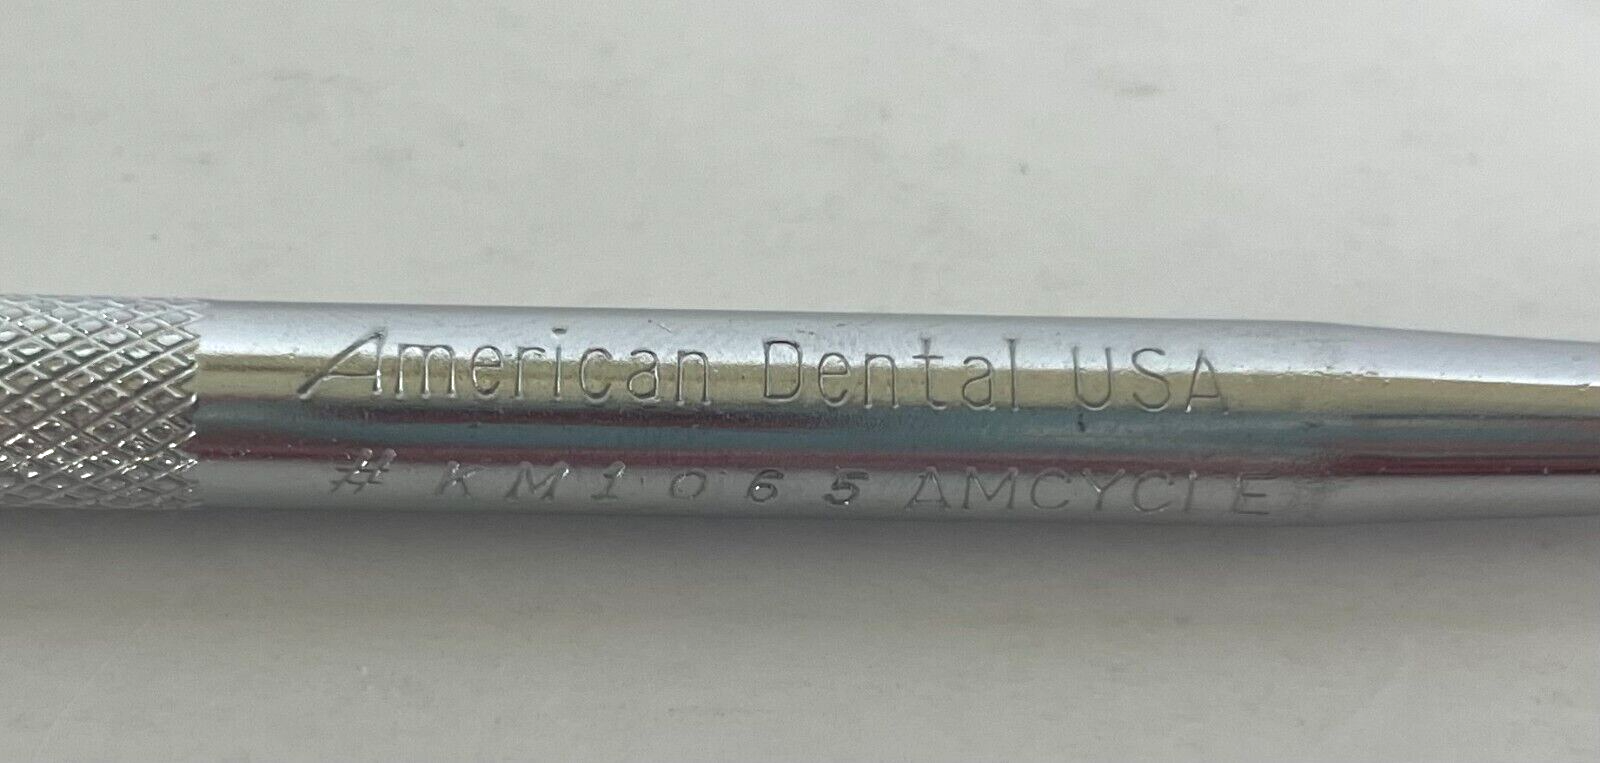 American Dental USA
# KM1065 AMCYCLE